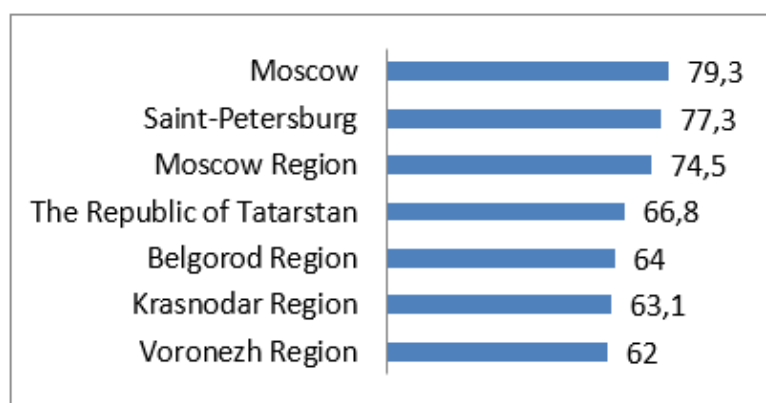 Moscow 79,3
Saint-Petersburg 77,3
Moscow Region 74,5
The Republic of Tatarstan 66,8
Belgorod Region 64
Krasnodar Region 63,1
Voronezh Region 62